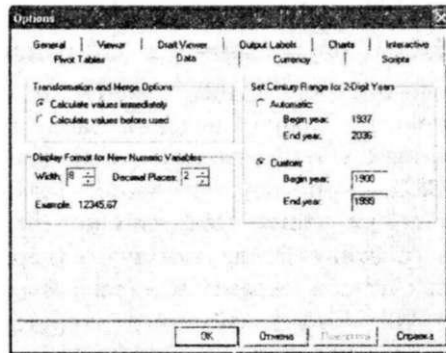 Options
General Viewer Draft Viewer Output Labels Charts Interactive
Pivot Tables Data Currency Scripts
Transformation and Merge Options
Calculate values immediately
Calculate values before used
Set Century Range for 2-Digit Years
Automatic:
Begin year: 1937
End year: 2036
Display Format for New Numeric Variables
Width: 8 Decimal Places: 2
Example: 12345,67
Custom:
Begin year: 1900
End year: 1999
OK Отмена Справка